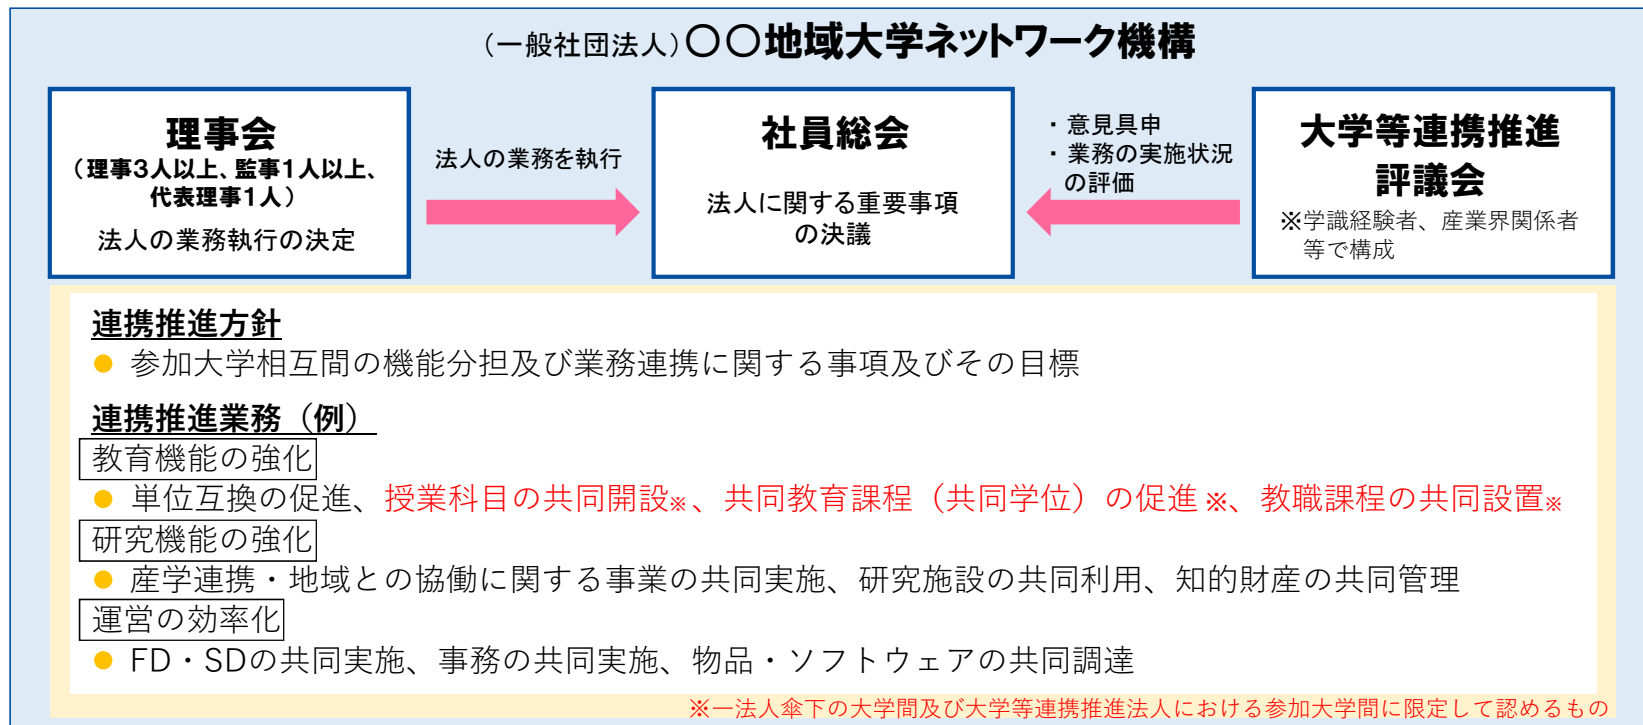 （一般社団法人）〇〇地域大学ネットワーク機構
理事会
（理事3人以上、監事1人以上、
代表理事1人）
法人の業務執行の決定
法人の業務を執行
社員総会
法人に関する重要事項
の決議
・意見具申
・業務の実施状況
の評価
大学等連携推進
評議会
※学識経験者、産業界関係者
等で構成
連携推進方針
● 参加大学相互間の機能分担及び業務連携に関する事項及びその目標
連携推進業務（例）
教育機能の強化
● 単位互換の促進、授業科目の共同開設※、共同教育課程（共同学位）の促進※、教職課程の共同設置※
研究機能の強化
● 産学連携・地域との協働に関する事業の共同実施、研究施設の共同利用、知的財産の共同管理
運営の効率化
● FD・SDの共同実施、事務の共同実施、物品・ソフトウェアの共同調達
※一法人傘下の大学間及び大学等連携推進法人における参加大学間に限定して認めるもの